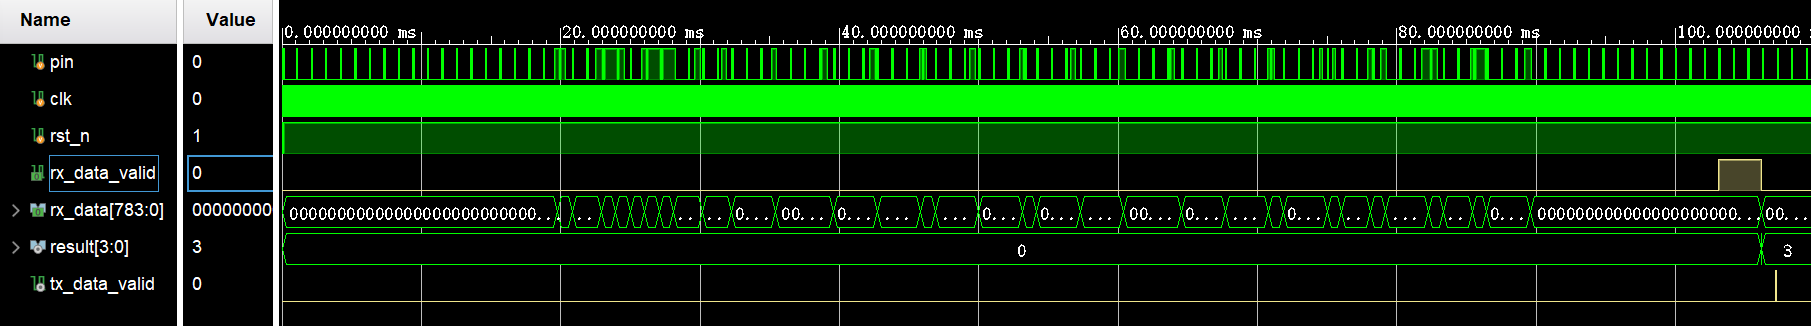 Name Value
0.000000000 ms 20.000000000 ms 40.000000000 ms 60.000000000 ms 80.000000000 ms 100.000000000
pin 0
clk 0
rst_n 1
rx_data_valid 0
rx_data[783:0] 00000000 0000000000000000000000000... 0... 00... 0... 0... 0... 00... 0... 0... 0... 00000000000000000000... 00...
result[3:0] 3 0 3
tx_data_valid 0